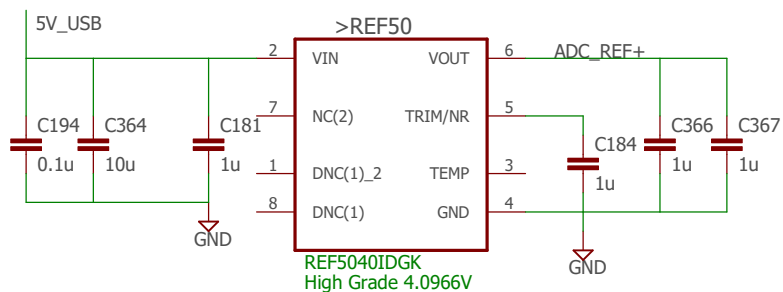 5V_USB
>REF50
2
VIN
VOUT
6
ADC_REF+
C194
0.1u
C364
10u
C181
1u
7
NC(2)
TRIM/NR
5
C184
1u
C366
1u
C367
1u
1
DNC(1)_2
TEMP
3
8
DNC(1)
GND
4
GND
GND
REF5040IDGK
High Grade 4.0966V